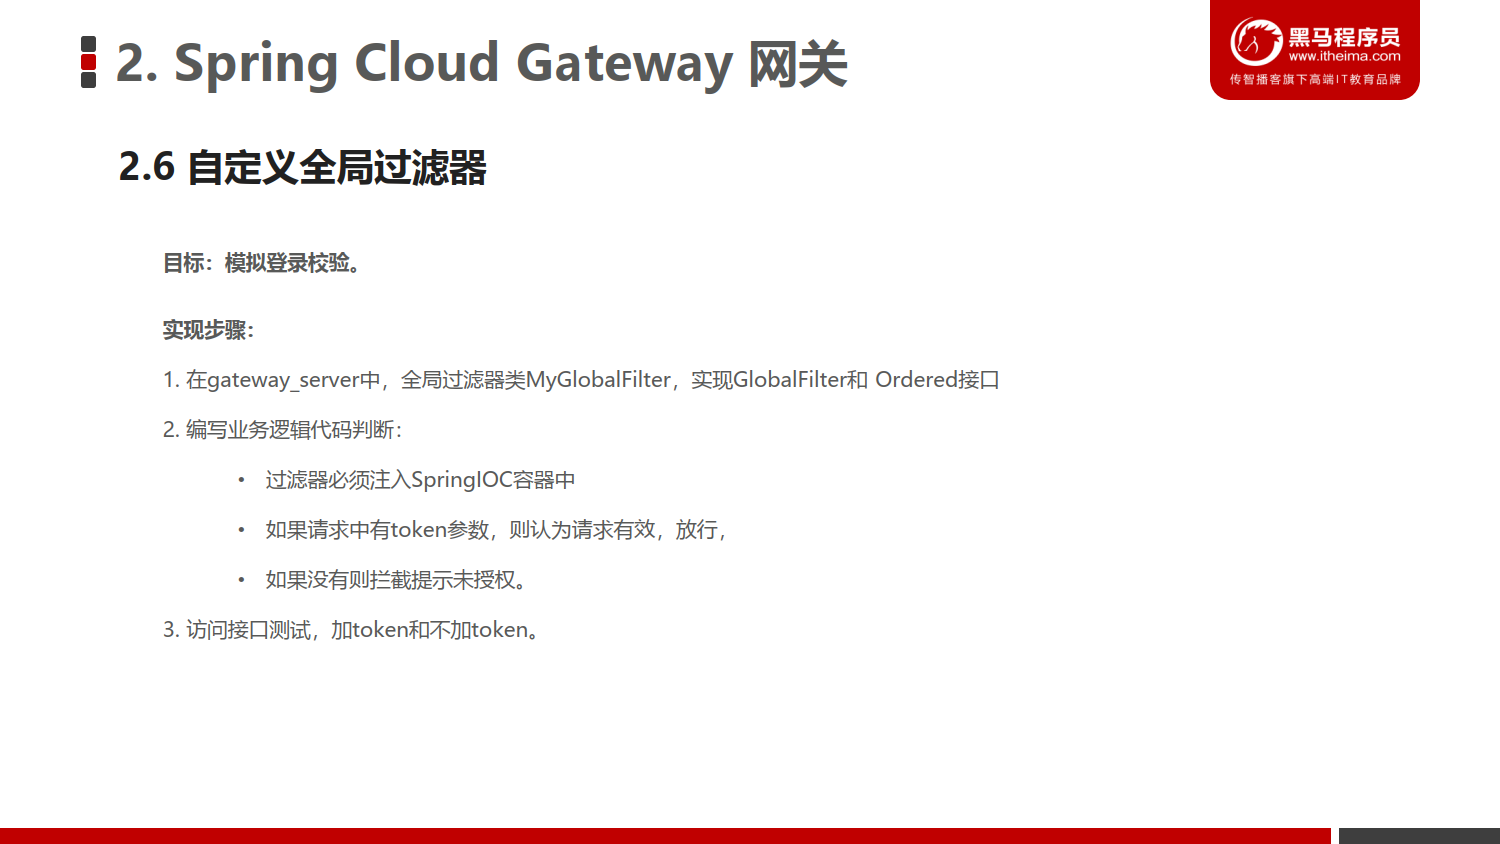 2. Spring Cloud Gateway 网关
黑马程序员
www.itheima.com
传智播客旗下高端IT教育品牌
2.6 自定义全局过滤器
目标：模拟登录校验。
实现步骤：
1. 在gateway_server中，全局过滤器类MyGlobalFilter，实现GlobalFilter和 Ordered接口
2. 编写业务逻辑代码判断：
• 过滤器必须注入SpringIOC容器中
• 如果请求中有token参数，则认为请求有效，放行，
• 如果没有则拦截提示未授权。
3. 访问接口测试，加token和不加token。